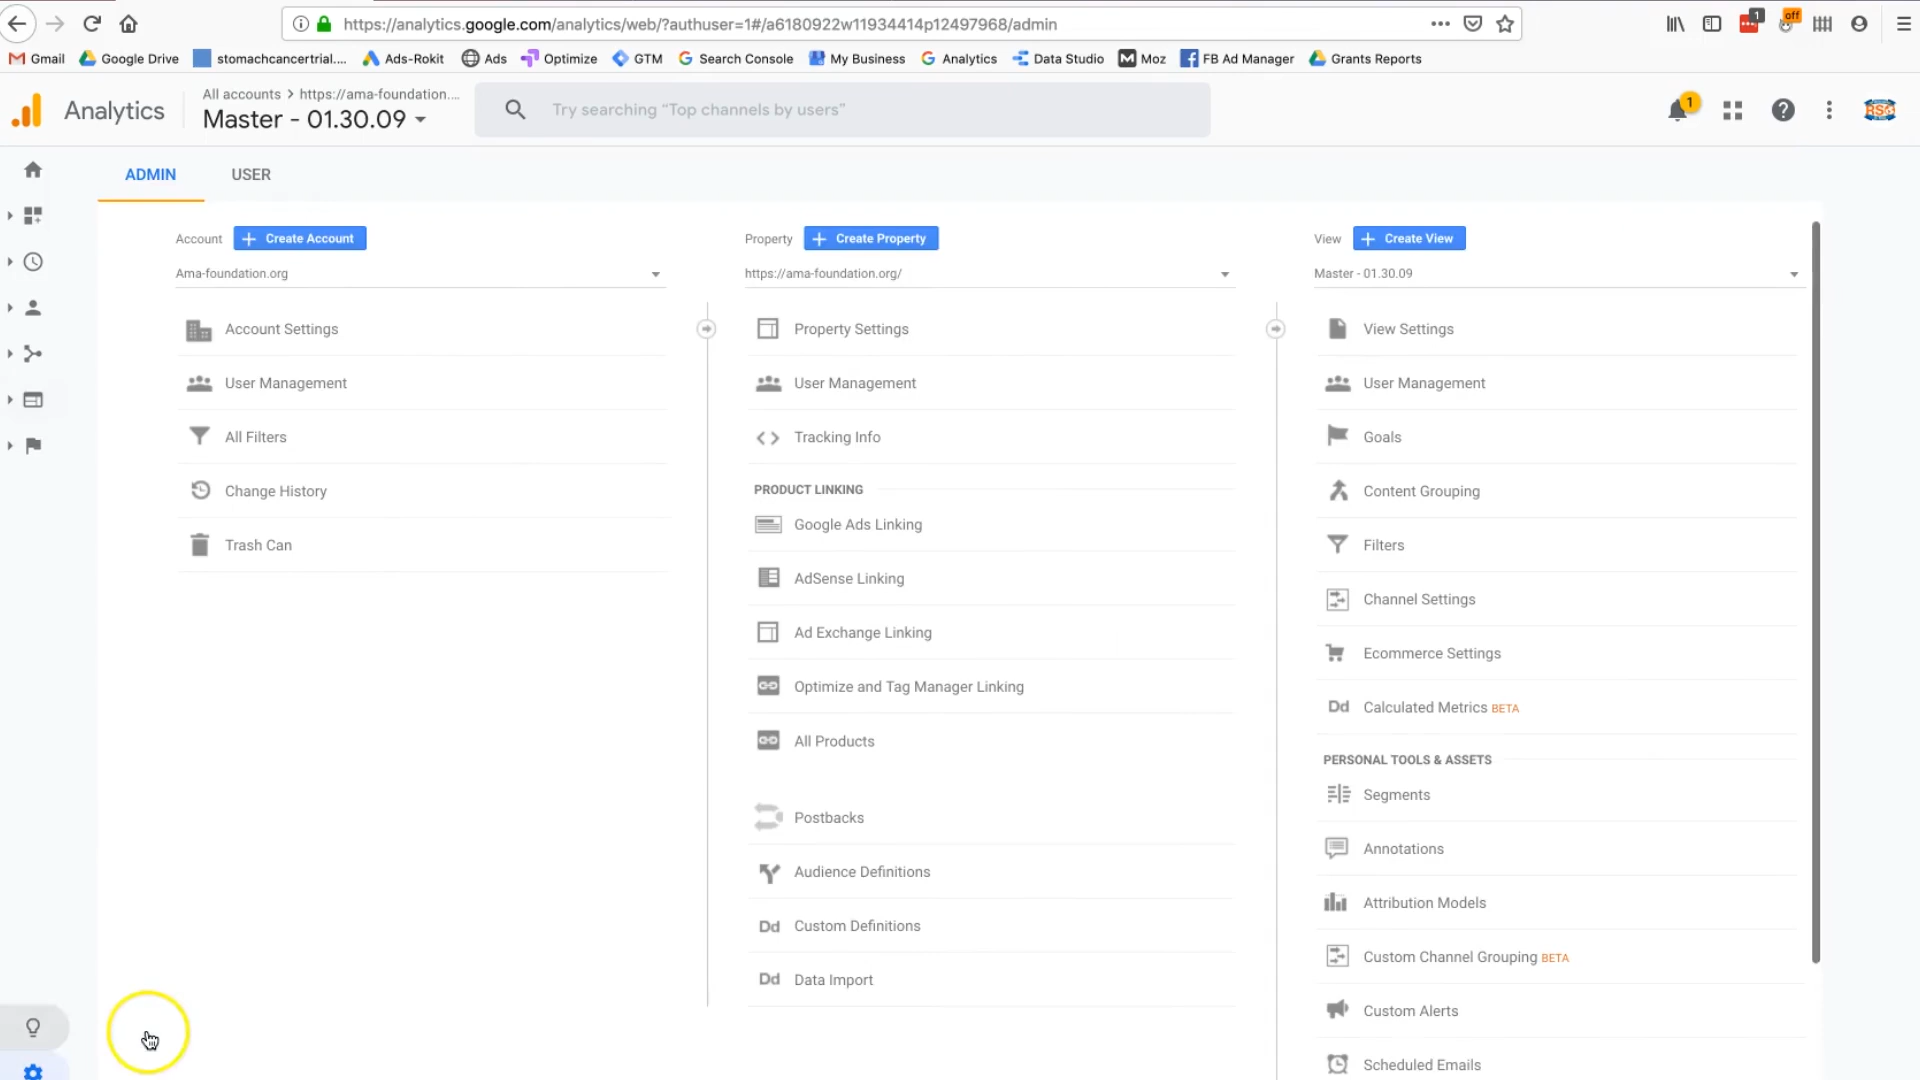 https://analytics.google.com/analytics/web/?authuser=1#/a6180922w11934414p12497968/admin
1
off
Gmail
Google Drive
stomachcancertrial....
Ads-Rokit
Ads
Optimize
GTM
Search Console
My Business
Analytics
Data Studio
Moz
FB Ad Manager
Grants Reports
Analytics
All accounts > https://ama-foundation....
Master - 01.30.09
Try searching “Top channels by users”
1
RSO
ADMIN
USER
Account
Create Account
Ama-foundation.org
Account Settings
User Management
All Filters
Change History
Trash Can
Property
Create Property
https://ama-foundation.org/
Property Settings
User Management
Tracking Info
PRODUCT LINKING
Google Ads Linking
AdSense Linking
Ad Exchange Linking
Optimize and Tag Manager Linking
All Products
Postbacks
Audience Definitions
Dd Custom Definitions
Dd Data Import
View
Create View
Master - 01.30.09
View Settings
User Management
Goals
Content Grouping
Filters
Channel Settings
Ecommerce Settings
Dd Calculated Metrics BETA
PERSONAL TOOLS & ASSETS
Segments
Annotations
Attribution Models
Custom Channel Grouping BETA
Custom Alerts
Scheduled Emails